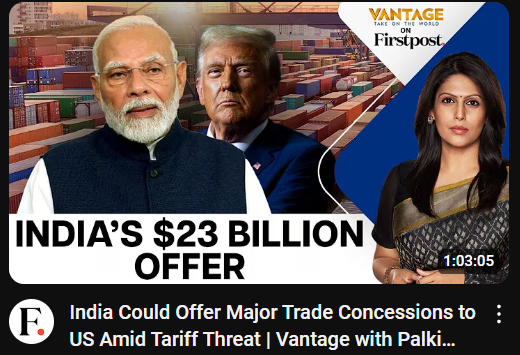 VANTAGE
TAKE ON THE WORLD
ON
Firstpost.
INDIA'S $23 BILLION
OFFER
1:03:05
F.
India Could Offer Major Trade Concessions to
US Amid Tariff Threat | Vantage with Palki...